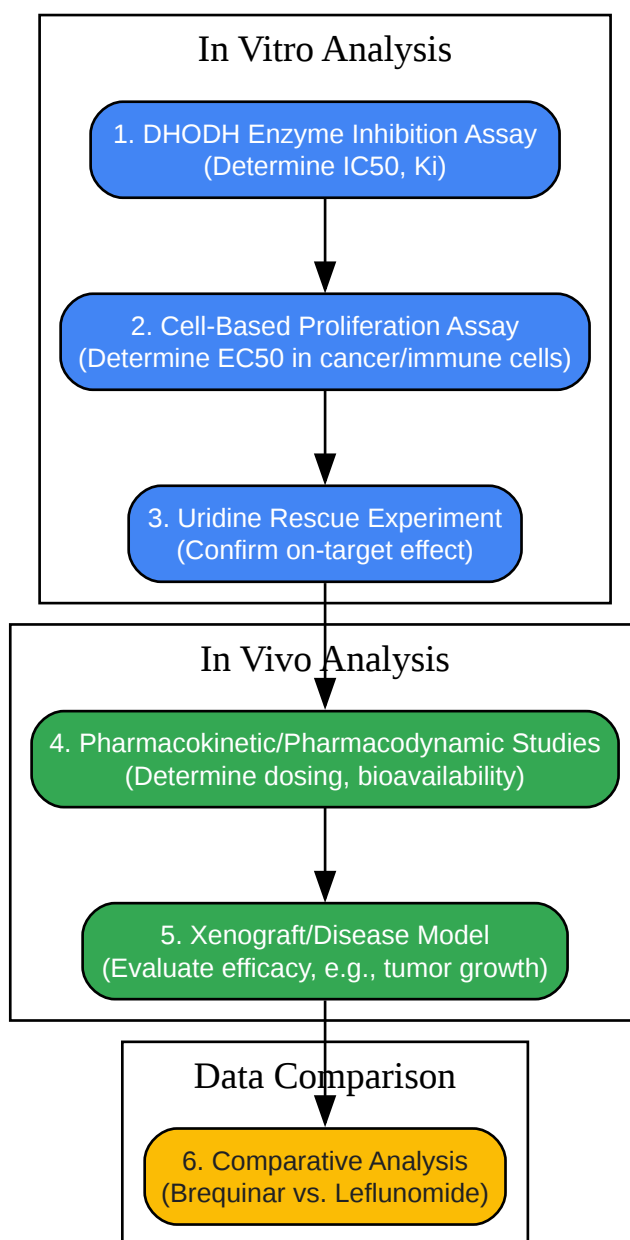 In Vitro Analysis
1. DHODH Enzyme Inhibition Assay
(Determine IC50, Ki)
2. Cell-Based Proliferation Assay
(Determine EC50 in cancer/immune cells)
3. Uridine Rescue Experiment
(Confirm on-target effect)
In Vivo Analysis
4. Pharmacokinetic/Pharmacodynamic Studies
(Determine dosing, bioavailability)
5. Xenograft/Disease Model
(Evaluate efficacy, e.g., tumor growth)
Data Comparison
6. Comparative Analysis
(Brequinar vs. Leflunomide)